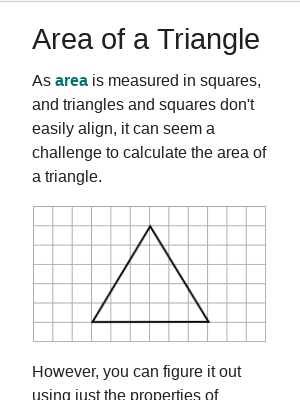 Area of a Triangle
As area is measured in squares,
and triangles and squares don't
easily align, it can seem a
challenge to calculate the area of
a triangle.
However, you can figure it out
using just the properties of